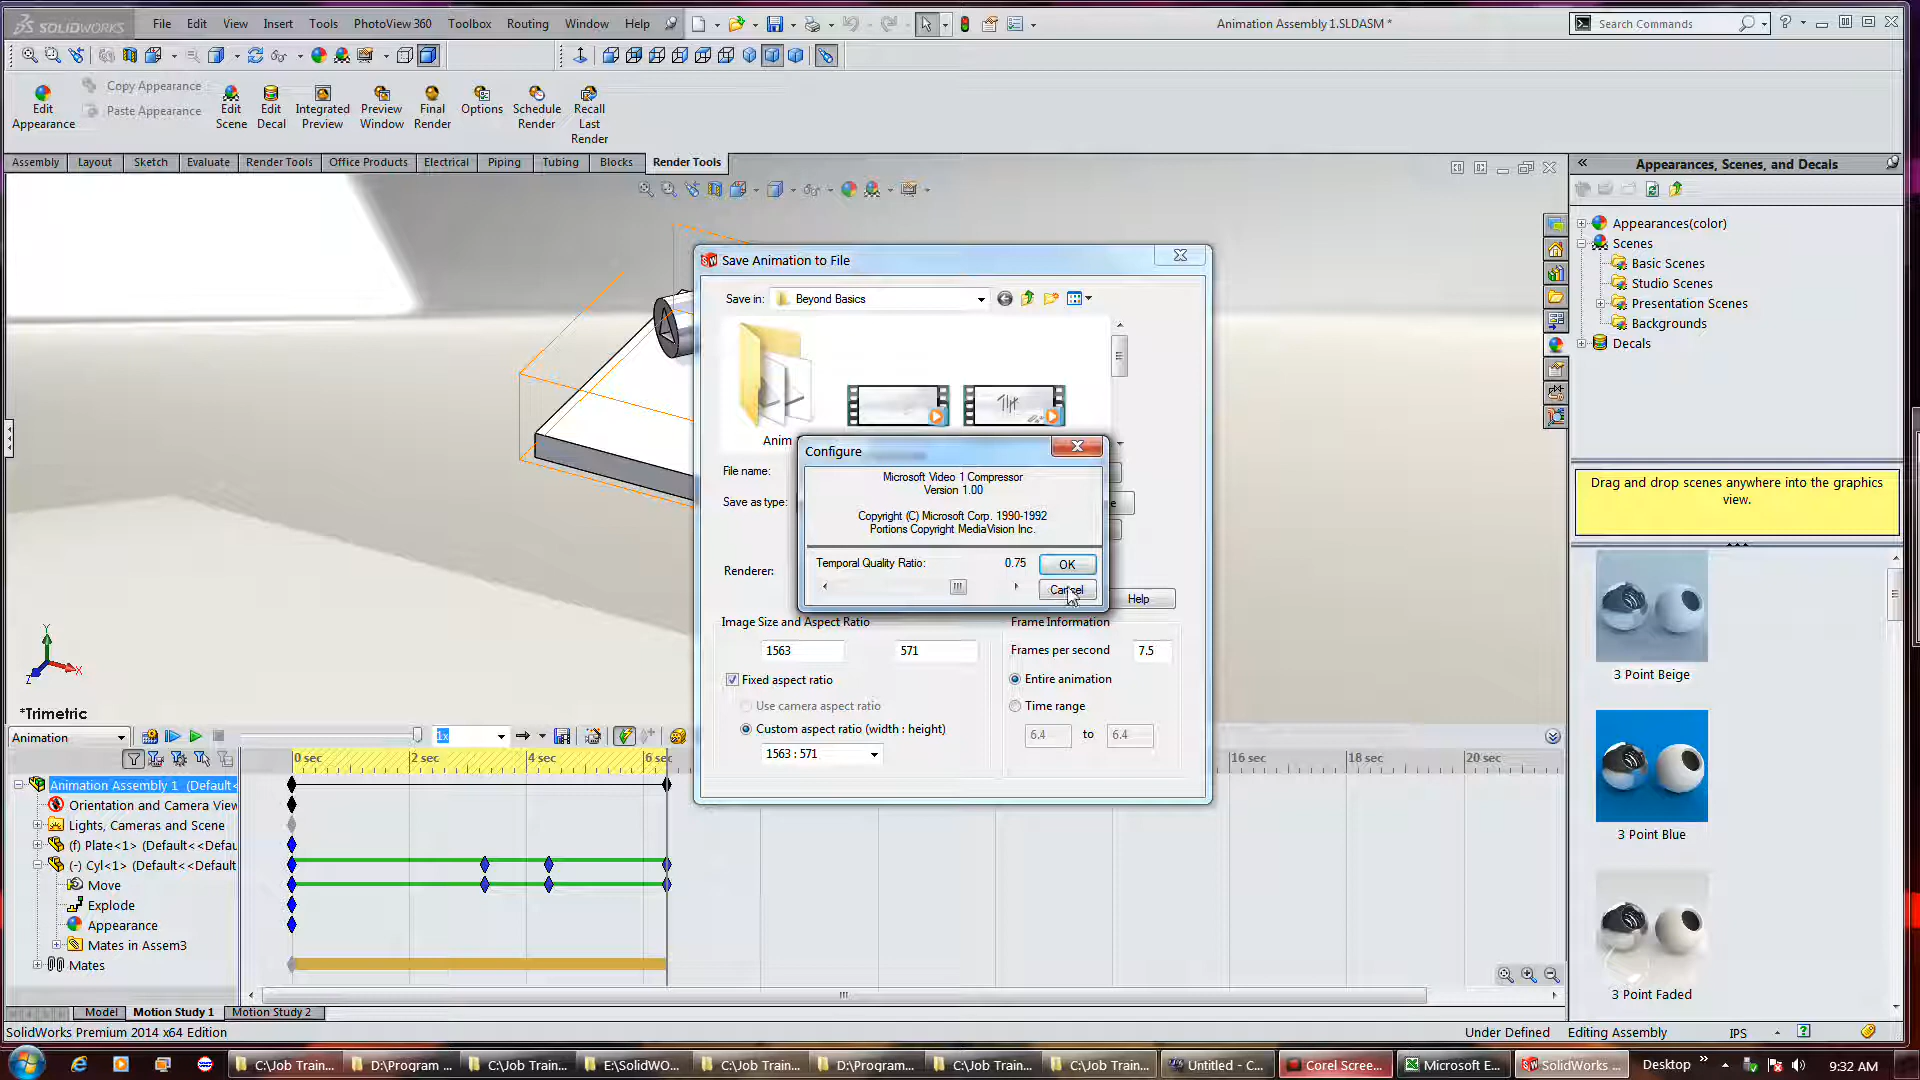 SOLIDWORKS File Edit View Insert Tools PhotoView 360 Toolbox Routing Window Help Animation Assembly 1.SLDASM * Search Commands
Edit Appearance
Copy Appearance
Paste Appearance
Edit Scene
Edit Decal
Integrated Preview
Preview Window
Final Render
Options
Schedule Render
Recall Last Render
Assembly Layout Sketch Evaluate Render Tools Office Products Electrical Piping Tubing Blocks Render Tools
Appearances, Scenes, and Decals
Appearances(color)
Scenes
Basic Scenes
Studio Scenes
Presentation Scenes
Backgrounds
Decals
Drag and drop scenes anywhere into the graphics
view.
3 Point Beige
3 Point Blue
3 Point Faded
Save Animation to File
Save in: Beyond Basics
Anim
File name:
Save as type:
Renderer:
Help
Configure
Microsoft Video 1 Compressor
Version 1.00
Copyright (C) Microsoft Corp. 1990-1992
Portions Copyright MediaVision Inc.
Temporal Quality Ratio: 0.75 OK
Cancel
Image Size and Aspect Ratio
1563 571
Fixed aspect ratio
Use camera aspect ratio
Custom aspect ratio (width : height)
1563 : 571
Frame Information
Frames per second 7.5
Entire animation
Time range
6.4 to 6.4
*Trimetric
Animation 1x
0 sec 2 sec 4 sec 6 sec 16 sec 18 sec 20 sec
Animation Assembly 1 (Default<
Orientation and Camera View
Lights, Cameras and Scene
(f) Plate<1> (Default<<Defau
(-) Cyl<1> (Default<<Default
Move
Explode
Appearance
Mates in Assem3
Mates
Model Motion Study 1 Motion Study 2
SolidWorks Premium 2014 x64 Edition Under Defined Editing Assembly IPS
C:\Job Train... D:\Program ... C:\Job Train... E:\SolidWO... C:\Job Train... D:\Program... C:\Job Train... C:\Job Train... Untitled - C... Corel Scree... Microsoft E... SolidWorks ... Desktop 9:32 AM